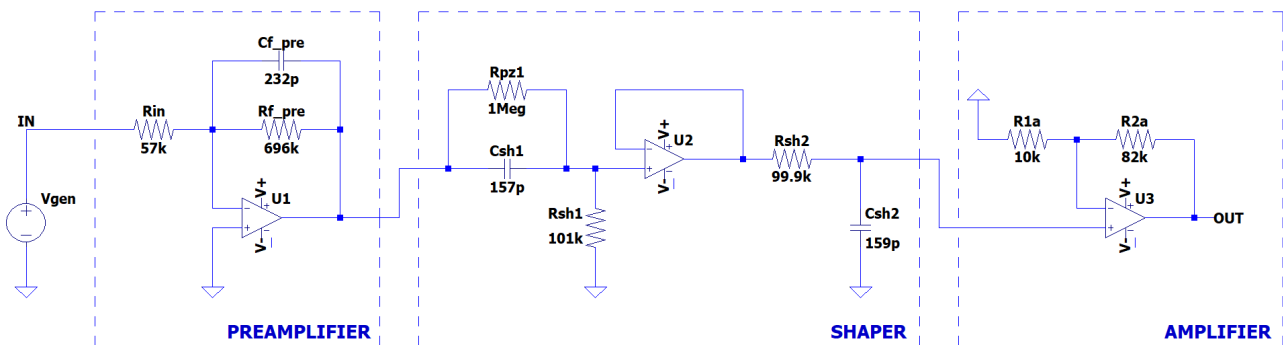 Cf_pre
232p
Rin
57k
Rf_pre
696k
IN
Vgen
V+
U1
V-
PREAMPLIFIER
Rpz1
1Meg
Csh1
157p
Rsh1
101k
V+
U2
V-
Rsh2
99.9k
Csh2
159p
SHAPER
R1a
10k
R2a
82k
V+
U3
V-
OUT
AMPLIFIER